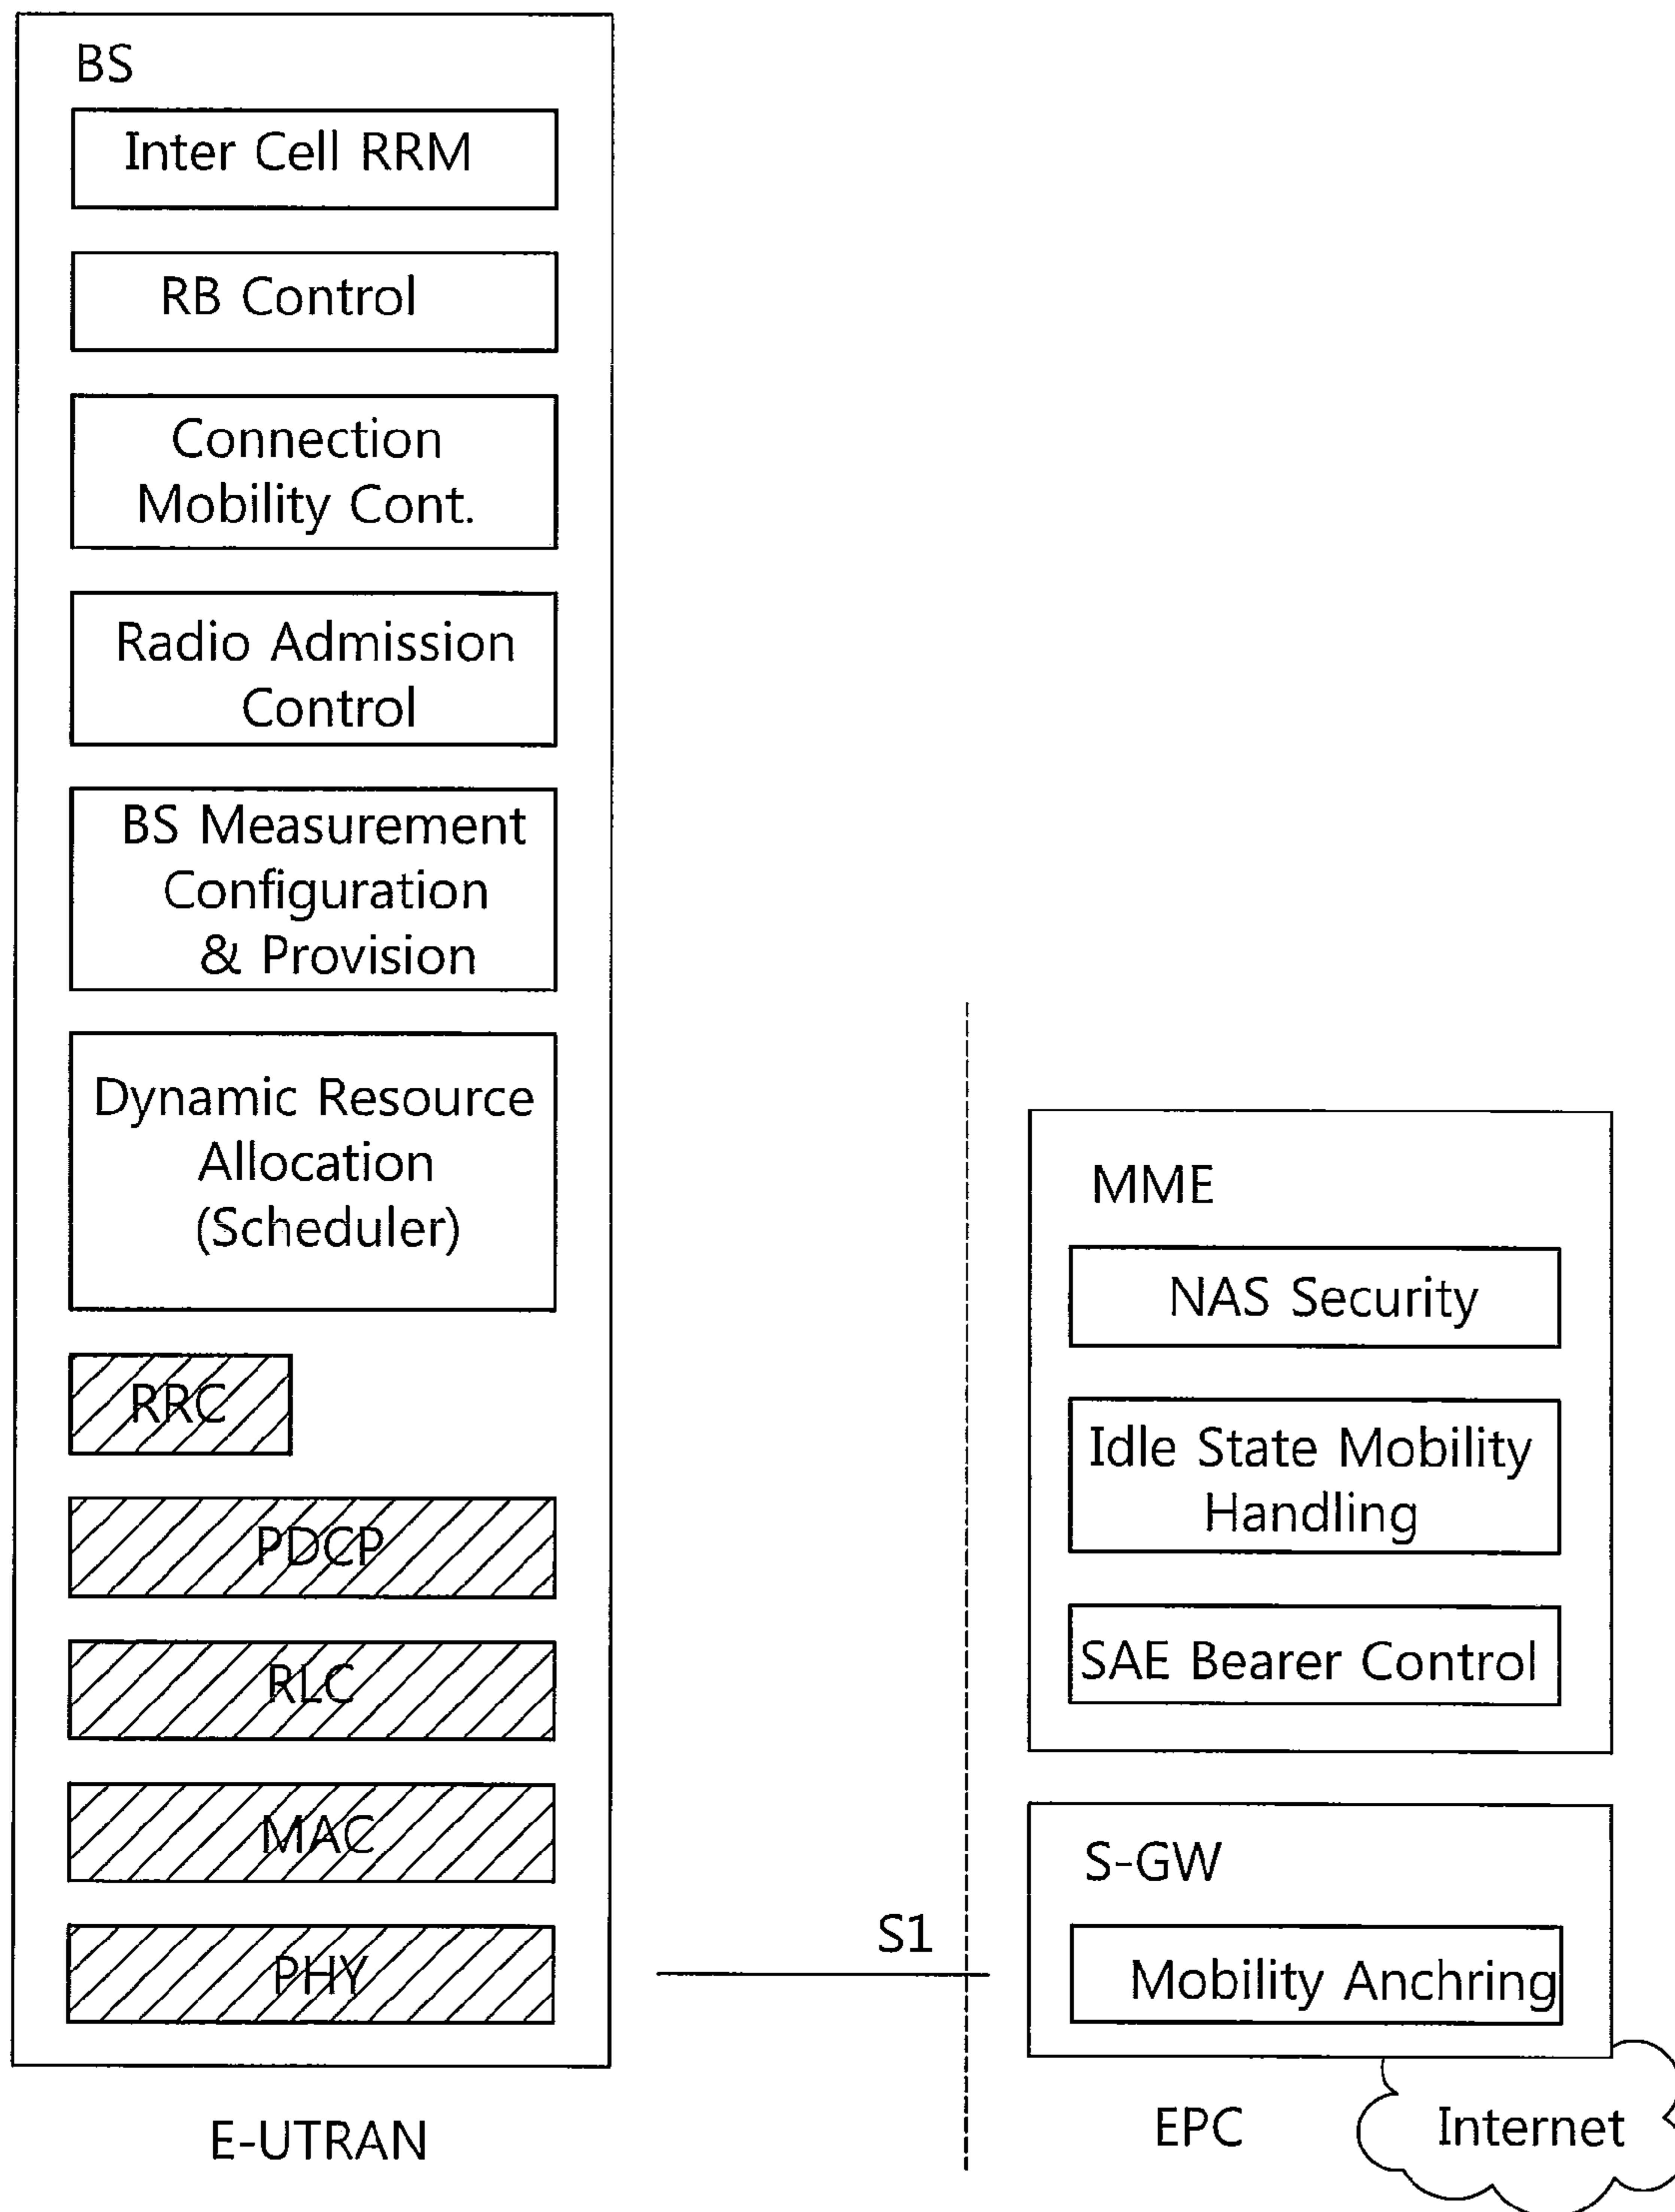 BS
Inter Cell RRM
RB Control
Connection
Mobility Cont.
Radio Admission
Control
BS Measurement
Configuration
& Provision
Dynamic Resource
Allocation
(Scheduler)
RRC
PDCP
RLC
MAC
PHY
E-UTRAN
S1
MME
NAS Security
Idle State Mobility
Handling
SAE Bearer Control
S-GW
Mobility Anchring
EPC
Internet